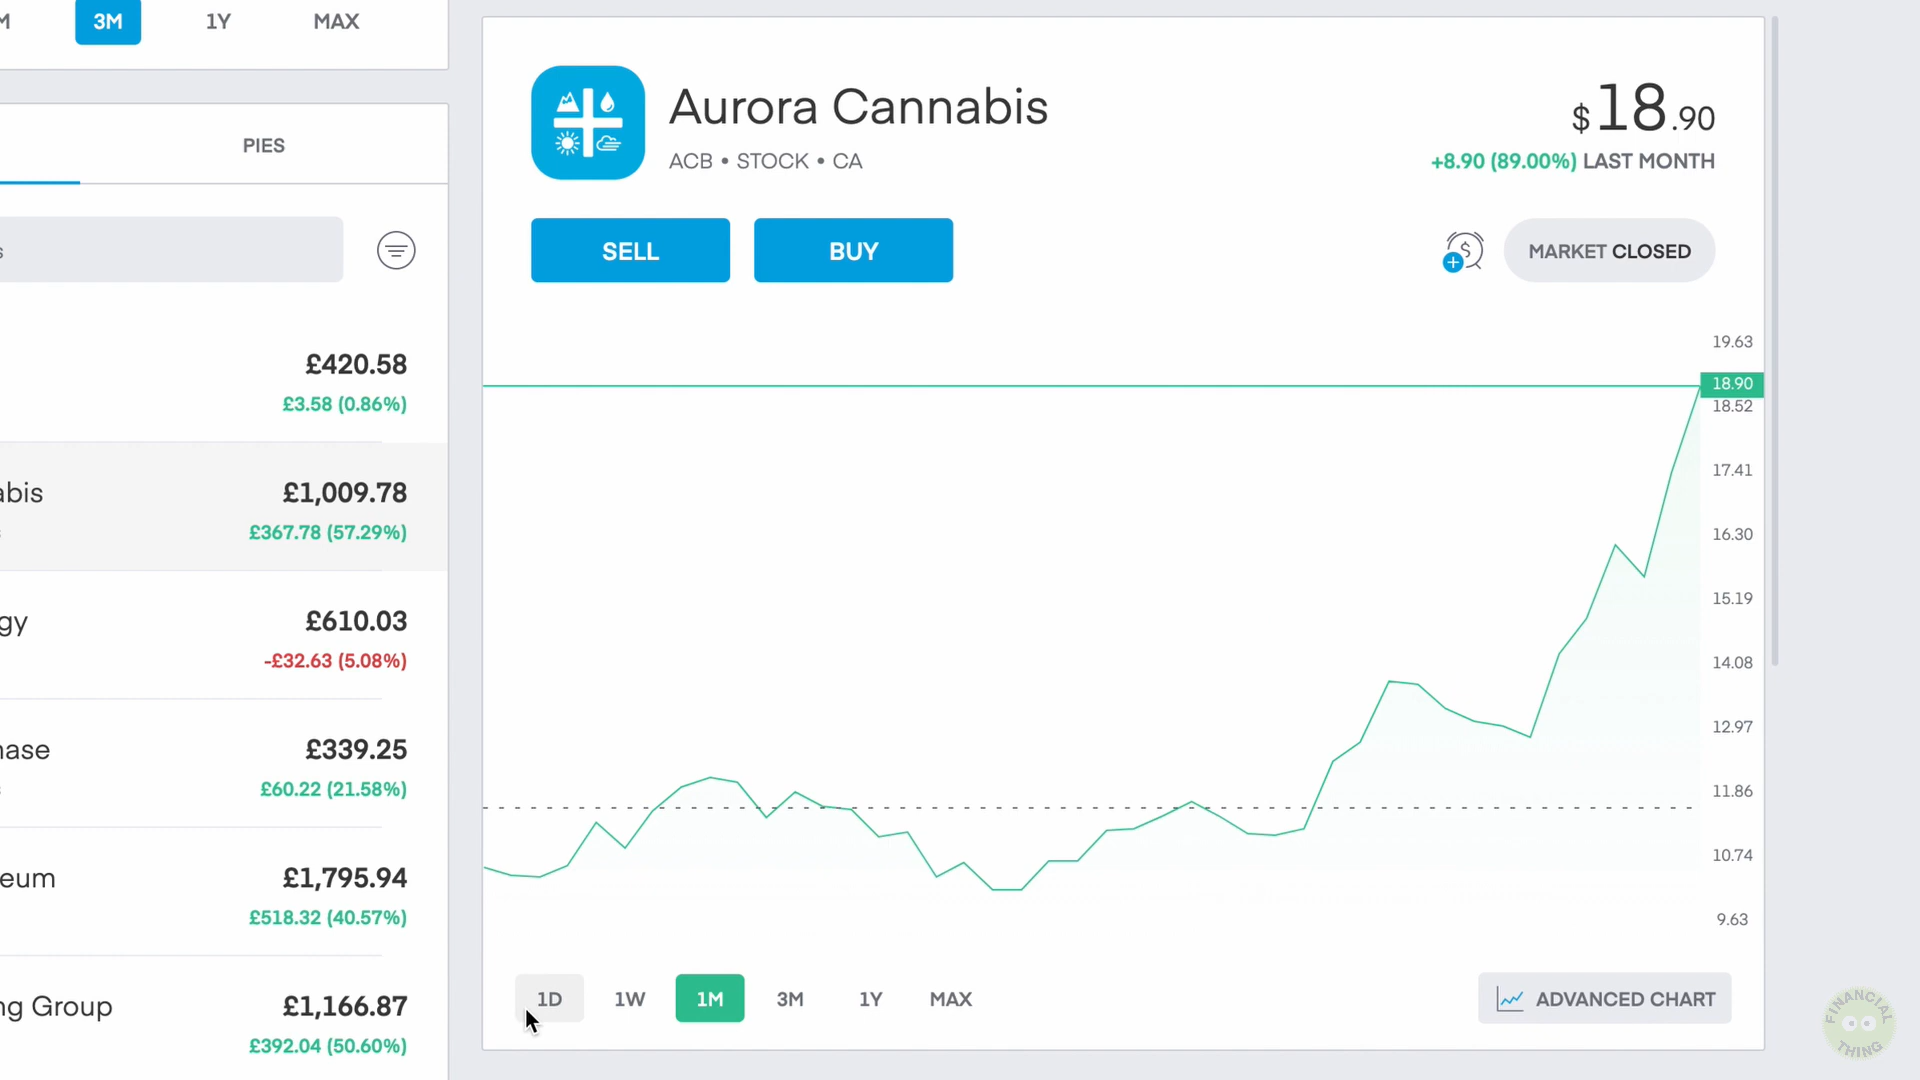 3M
1Y
MAX
PIES
£420.58
£3.58 (0.86%)
£1,009.78
£367.78 (57.29%)
£610.03
-£32.63 (5.08%)
£339.25
£60.22 (21.58%)
£1,795.94
£518.32 (40.57%)
ng Group
£1,166.87
£392.04 (50.60%)
Aurora Cannabis
ACB • STOCK • CA
$18.90
+8.90 (89.00%) LAST MONTH
SELL
BUY
MARKET CLOSED
19.63
18.90
18.52
17.41
16.30
15.19
14.08
12.97
11.86
10.74
9.63
1D
1W
1M
3M
1Y
MAX
ADVANCED CHART
FINANCIAL
THING